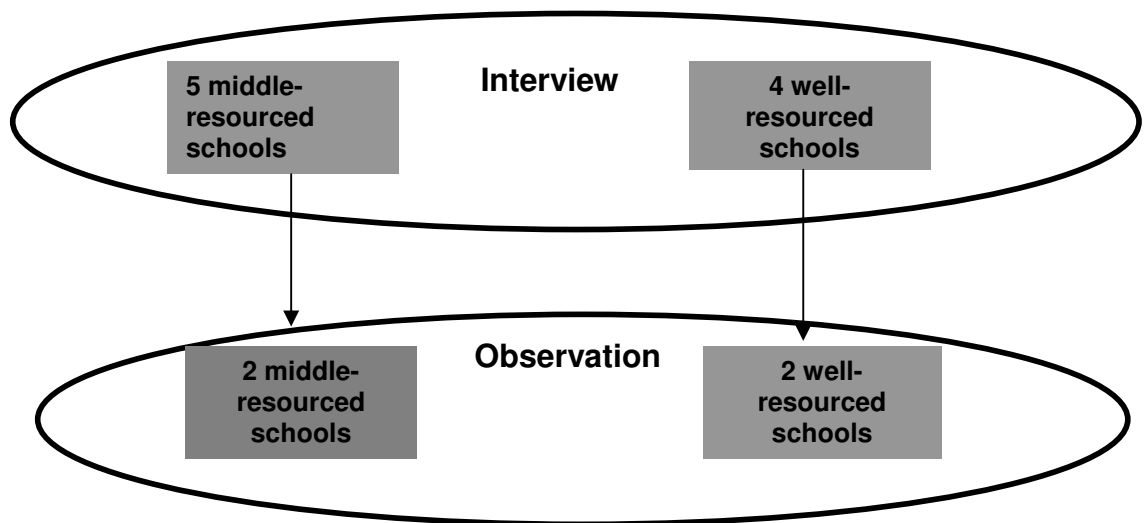 Interview
5 middle-
resourced
schools
4 well-
resourced
schools
Observation
2 middle-
resourced
schools
2 well-
resourced
schools